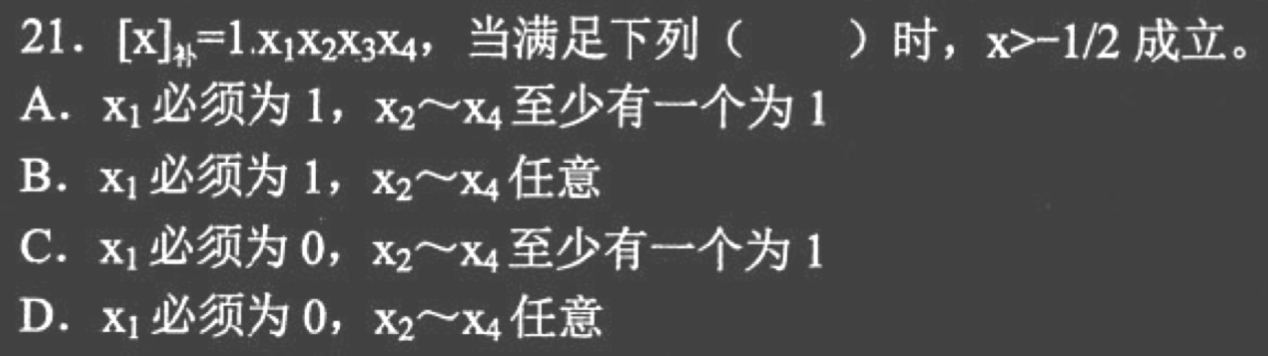 21．[x]补=1.x1x2x3x4，当满足下列（　　）时，x>-1/2 成立。
A．x1 必须为 1，x2～x4 至少有一个为 1
B．x1 必须为 1，x2～x4 任意
C．x1 必须为 0，x2～x4 至少有一个为 1
D．x1 必须为 0，x2～x4 任意